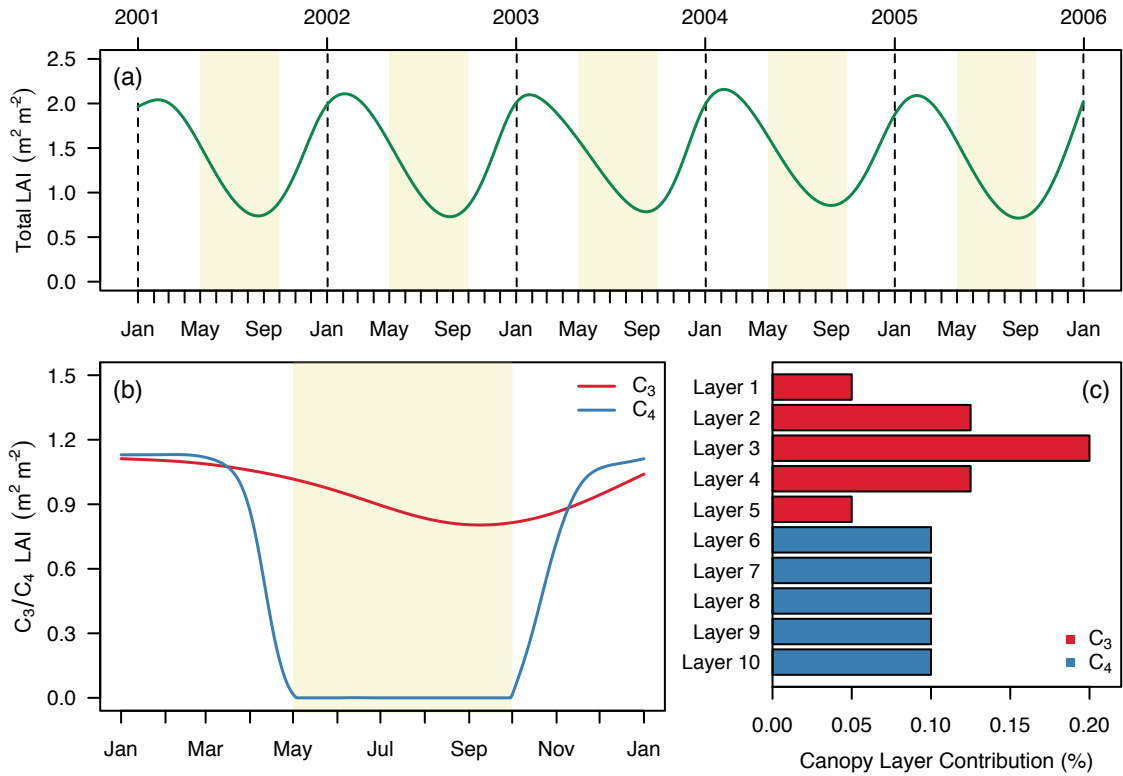 2001 2002 2003 2004 2005 2006
(a)
Total LAI (m² m⁻²)
2.5
2.0
1.5
1.0
0.5
0.0
Jan May Sep Jan May Sep Jan May Sep Jan May Sep Jan May Sep Jan
(b)
C₃/C₄ LAI (m² m⁻²)
1.5
1.2
0.9
0.6
0.3
0.0
C₃
C₄
Jan Mar May Jul Sep Nov Jan
(c)
Layer 1
Layer 2
Layer 3
Layer 4
Layer 5
Layer 6
Layer 7
Layer 8
Layer 9
Layer 10
C₃
C₄
0.00 0.05 0.10 0.15 0.20
Canopy Layer Contribution (%)